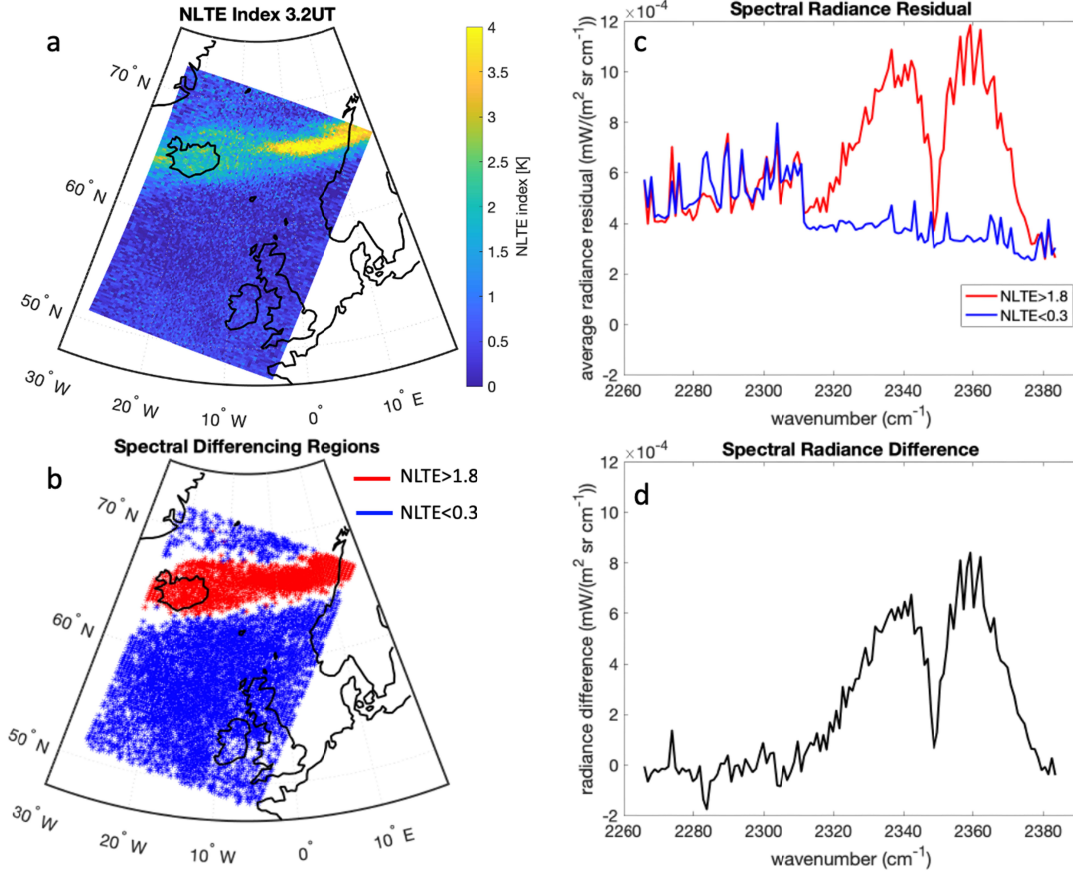 NLTE Index 3.2UT
a
70° N
60° N
50° N
30° W
20° W
10° W
0°
10° E
4
3.5
3
2.5
2
1.5
1
0.5
0
NLTE index [K]
Spectral Radiance Residual
c
×10⁻⁴
12
10
8
6
4
2
0
-2
average radiance residual (mW/(m² sr cm⁻¹))
NLTE>1.8
NLTE<0.3
2260
2280
2300
2320
2340
2360
2380
wavenumber (cm⁻¹)
Spectral Differencing Regions
b
NLTE>1.8
NLTE<0.3
70° N
60° N
50° N
30° W
20° W
10° W
0°
10° E
Spectral Radiance Difference
d
×10⁻⁴
12
10
8
6
4
2
0
-2
radiance difference (mW/(m² sr cm⁻¹))
2260
2280
2300
2320
2340
2360
2380
wavenumber (cm⁻¹)